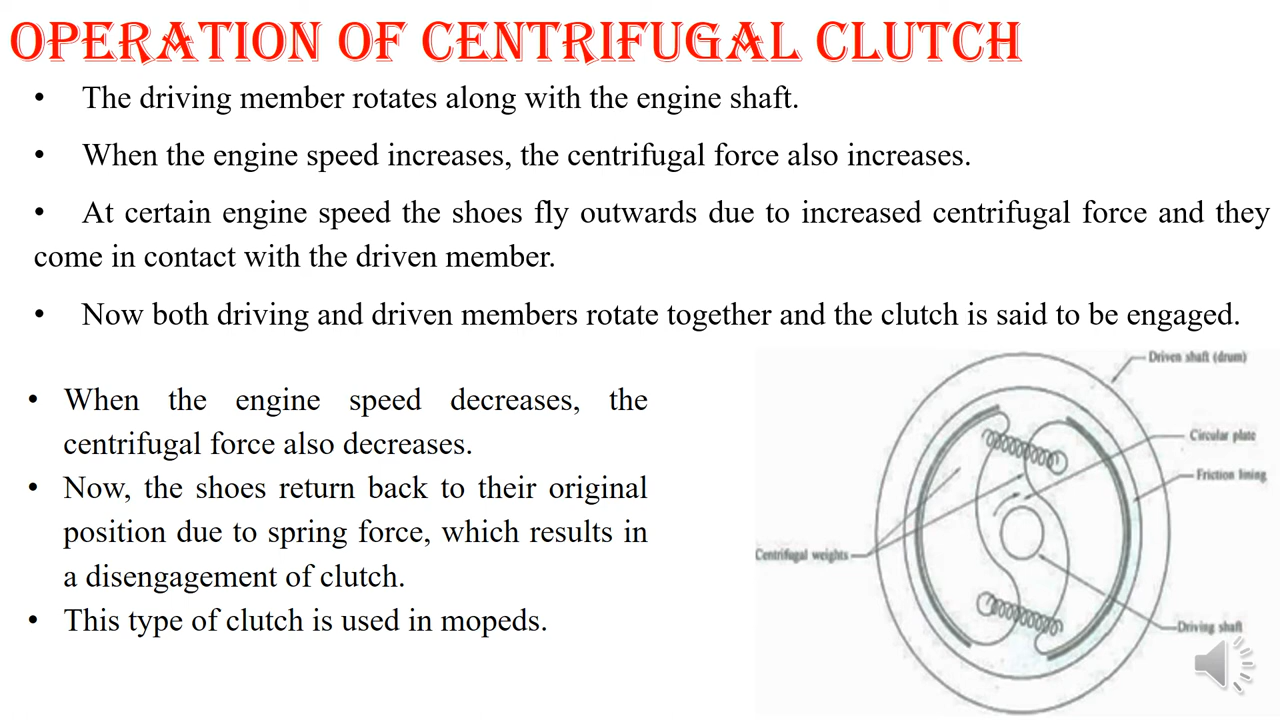 OPERATION OF CENTRIFUGAL CLUTCH
• The driving member rotates along with the engine shaft.
• When the engine speed increases, the centrifugal force also increases.
• At certain engine speed the shoes fly outwards due to increased centrifugal force and they
come in contact with the driven member.
• Now both driving and driven members rotate together and the clutch is said to be engaged.
• When the engine speed decreases, the
centrifugal force also decreases.
• Now, the shoes return back to their original
position due to spring force, which results in
a disengagement of clutch.
• This type of clutch is used in mopeds.
Driven shaft (drum)
Circular plate
Friction lining
Centrifugal weights
Driving shaft